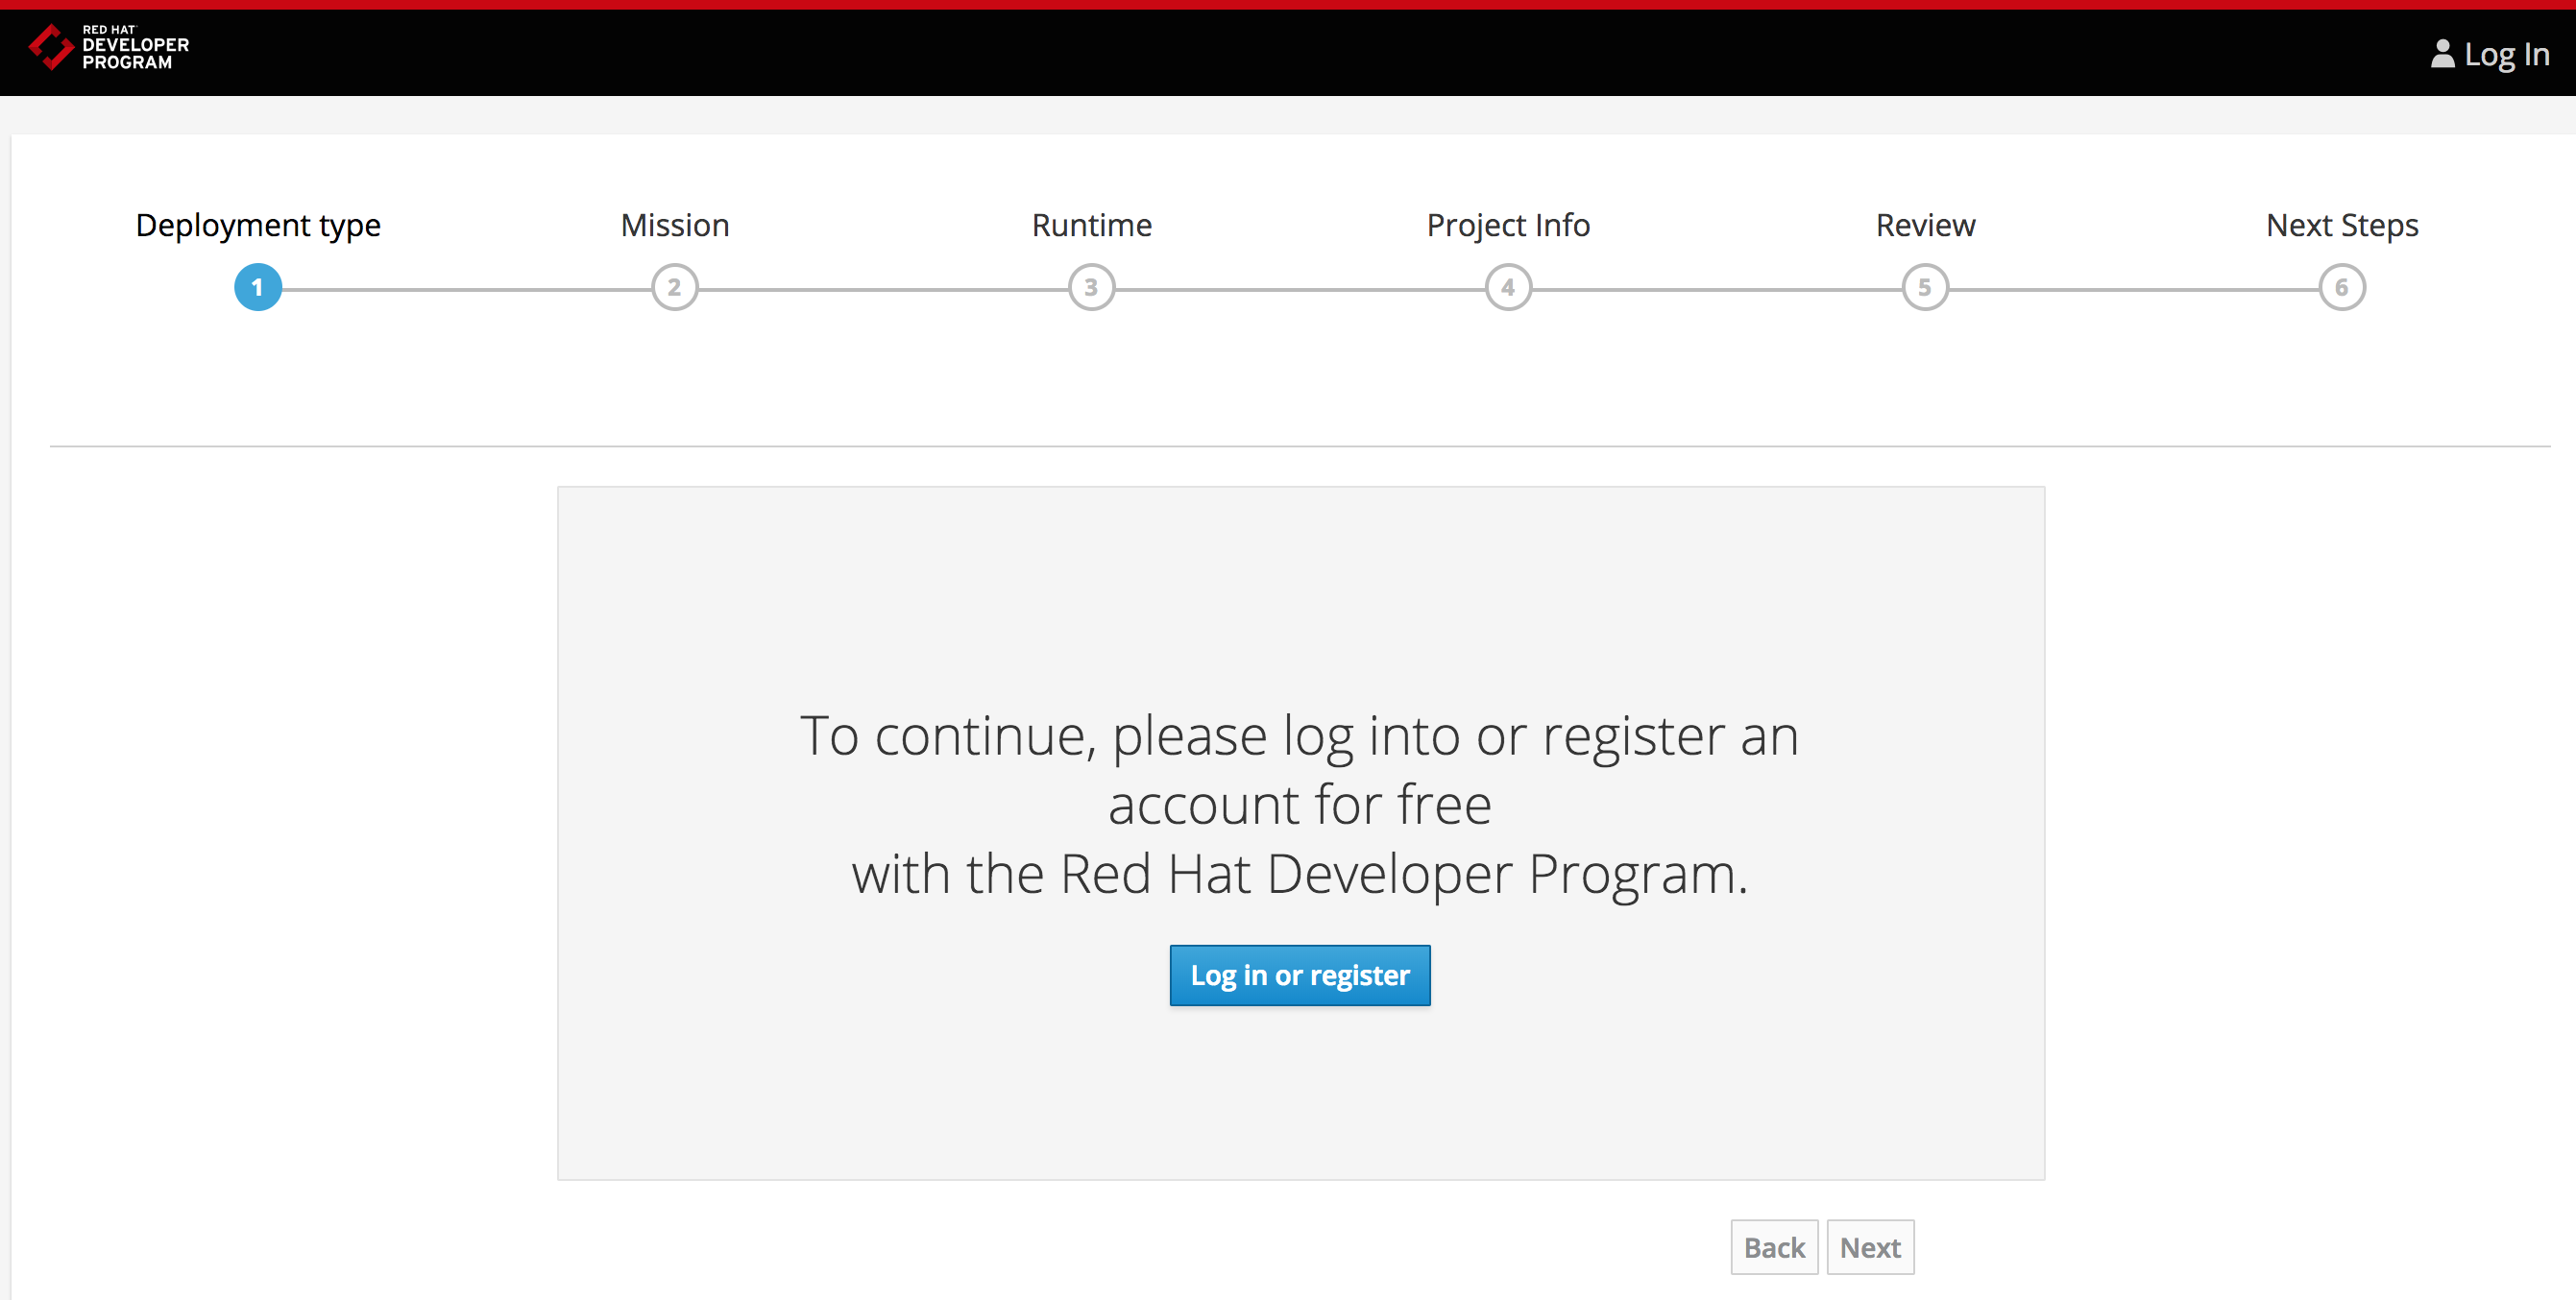 RED HAT
DEVELOPER
PROGRAM
Log In
Deployment type
Mission
Runtime
Project Info
Review
Next Steps
1
2
3
4
5
6
To continue, please log into or register an
account for free
with the Red Hat Developer Program.
Log in or register
Back
Next